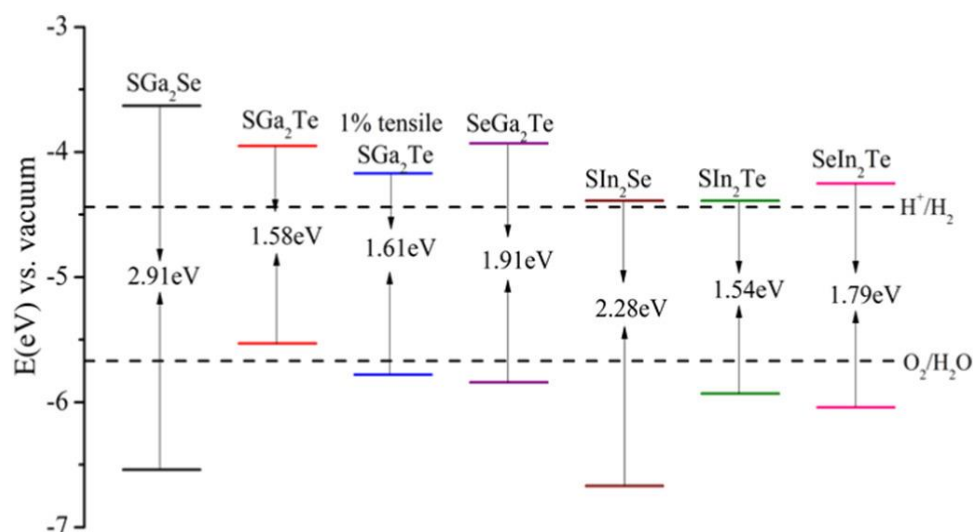 E(eV) vs. vacuum
-3
-4
-5
-6
-7
SGa₂Se
2.91eV
SGa₂Te
1.58eV
1% tensile
SGa₂Te
1.61eV
SeGa₂Te
1.91eV
SIn₂Se
2.28eV
SIn₂Te
1.54eV
SeIn₂Te
1.79eV
H⁺/H₂
O₂/H₂O